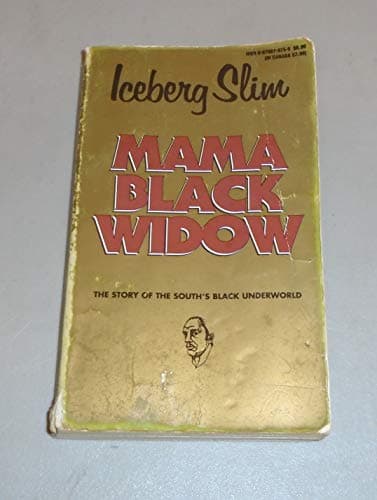 Iceberg Slim
MAMA
BLACK
WIDOW
THE STORY OF THE SOUTH'S BLACK UNDERWORLD